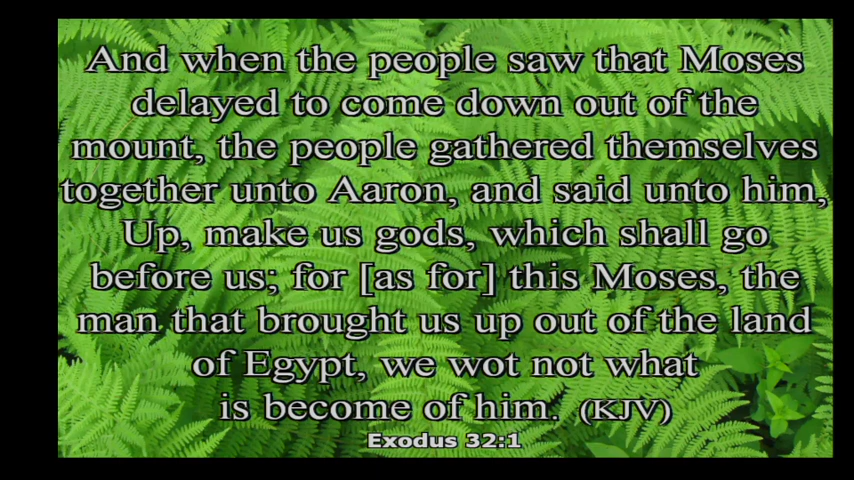 And when the people saw that Moses
delayed to come down out of the
mount, the people gathered themselves
together unto Aaron, and said unto him,
Up, make us gods, which shall go
before us; for [as for] this Moses, the
man that brought us up out of the land
of Egypt, we wot not what
is become of him. (KJV)
Exodus 32:1